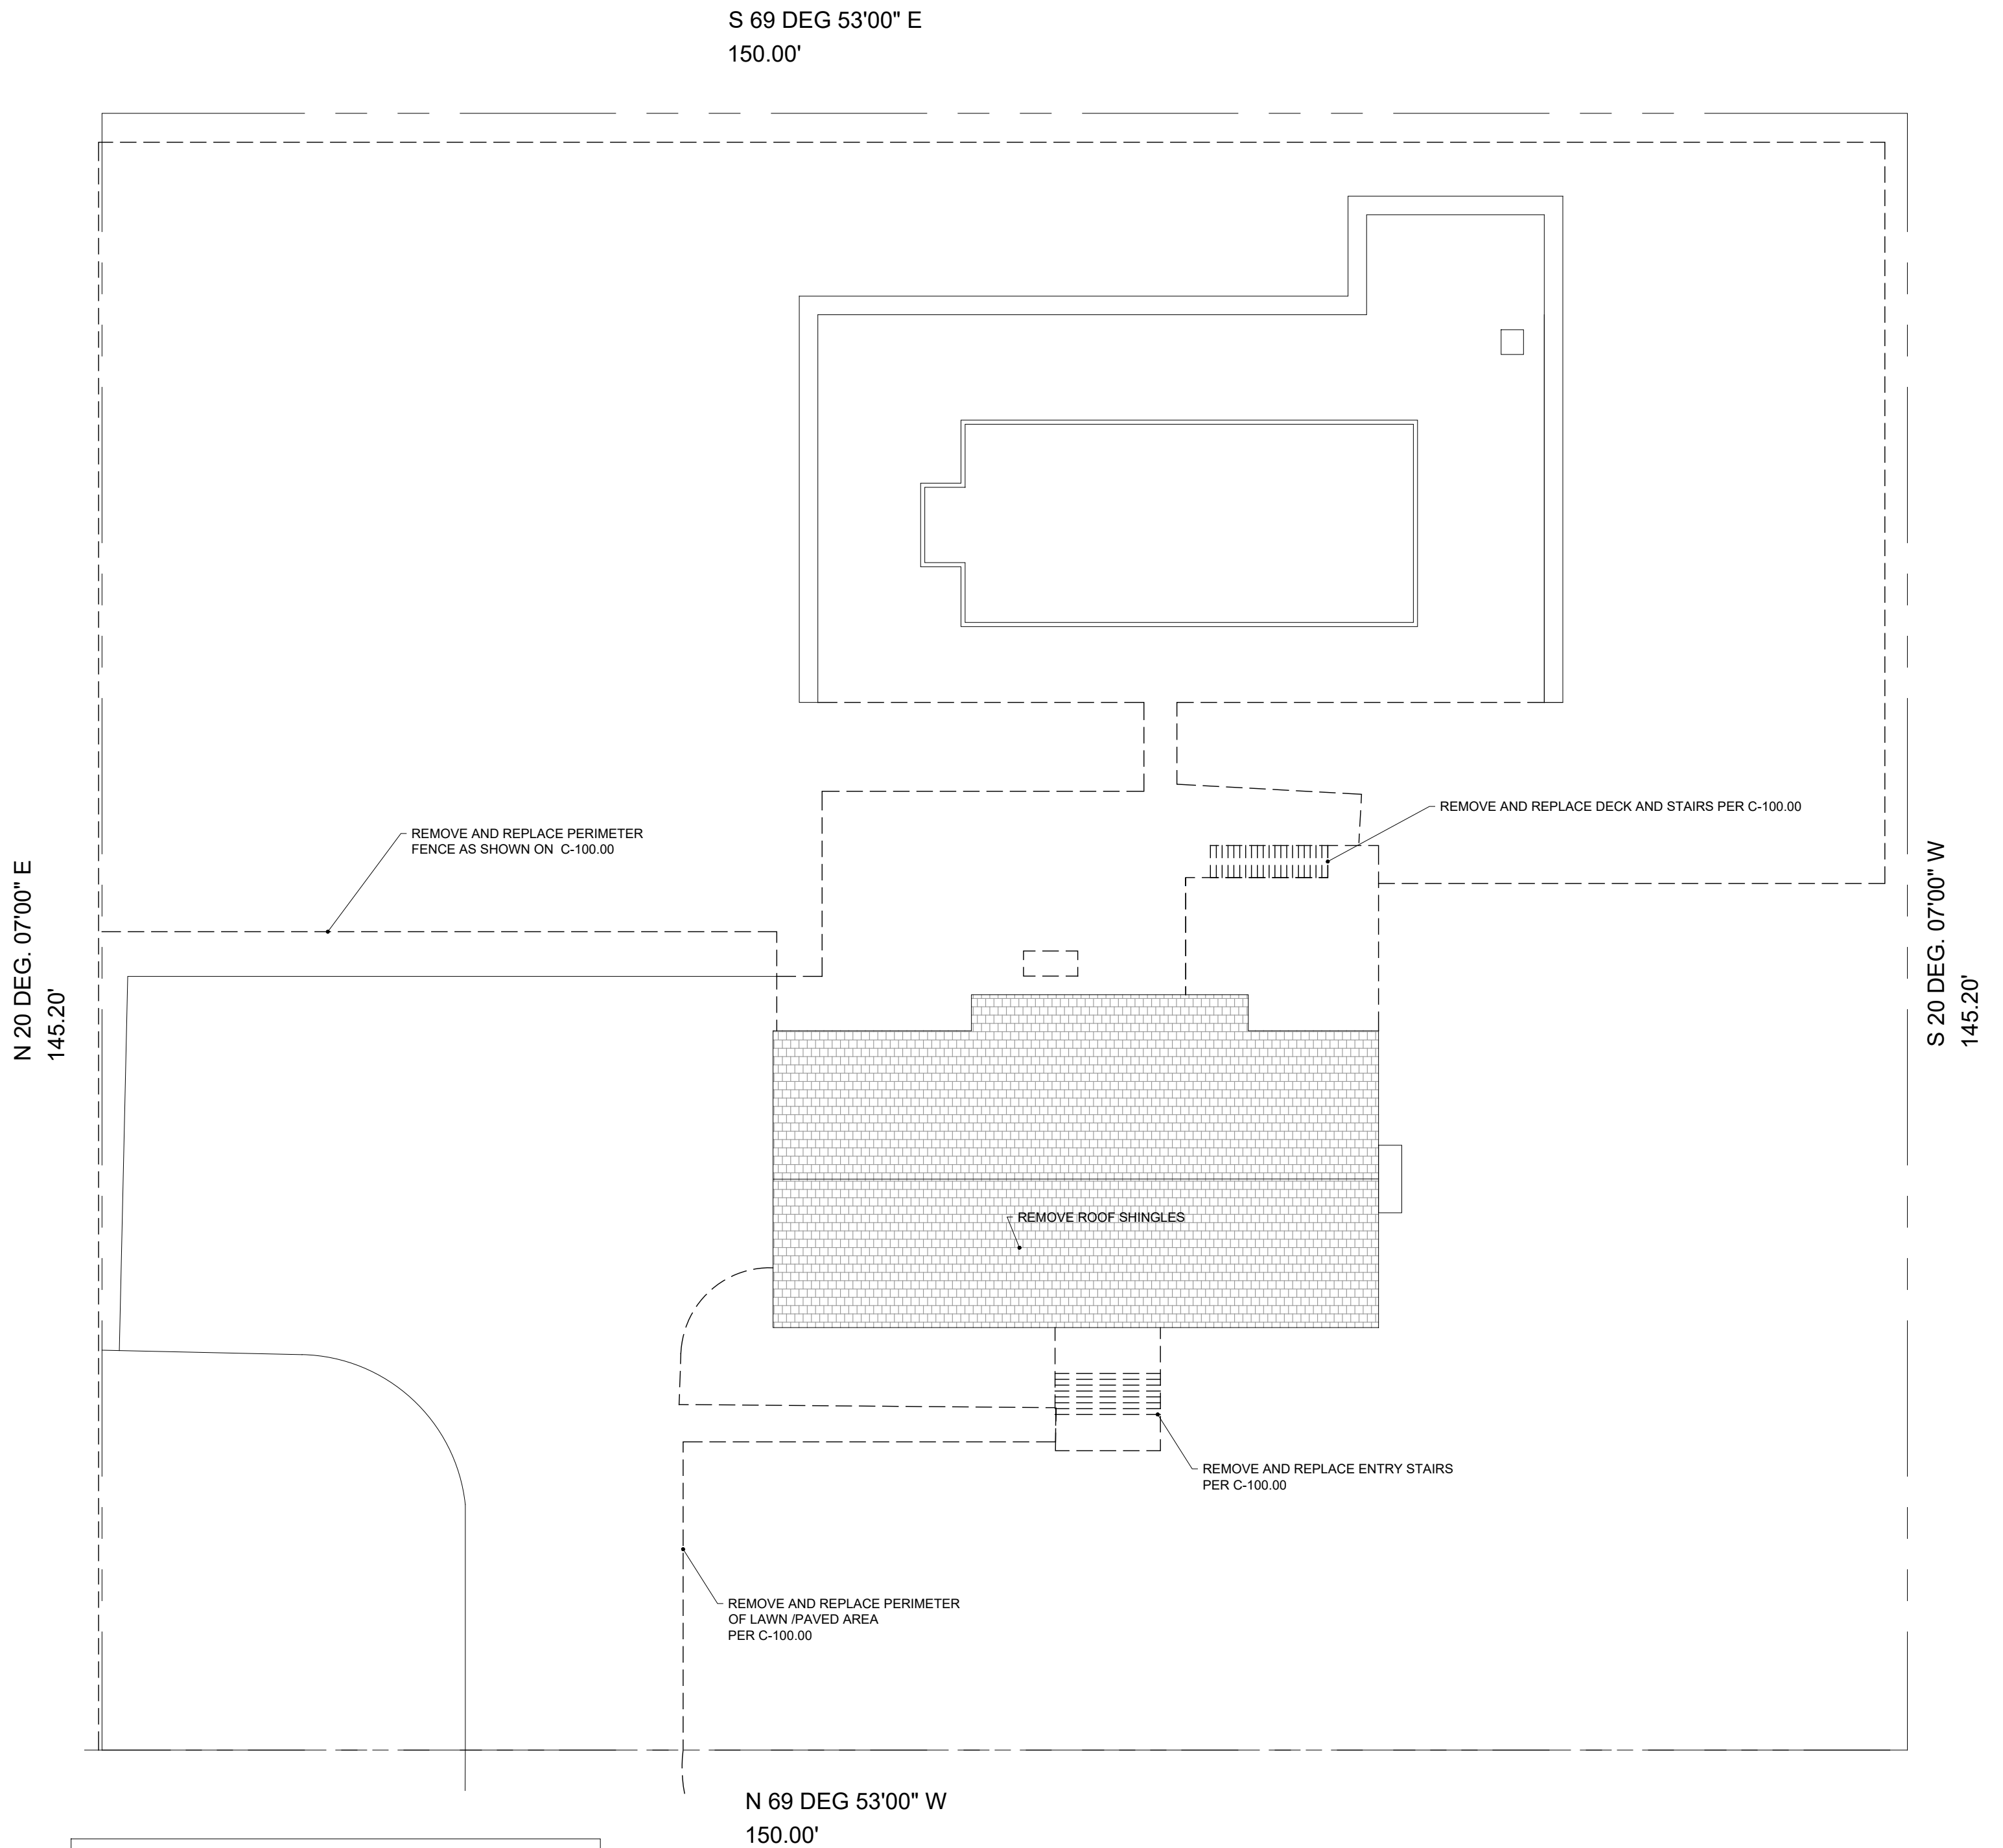 S 69 DEG 53'00" E
150.00'
REMOVE AND REPLACE DECK AND STAIRS PER C-100.00
REMOVE AND REPLACE PERIMETER
FENCE AS SHOWN ON C-100.00
N 20 DEG. 07'00" E
145.20'
S 20 DEG. 07'00" W
145.20'
REMOVE ROOF SHINGLES
REMOVE AND REPLACE ENTRY STAIRS
PER C-100.00
REMOVE AND REPLACE PERIMETER
OF LAWN /PAVED AREA
PER C-100.00
N 69 DEG 53'00" W
150.00'